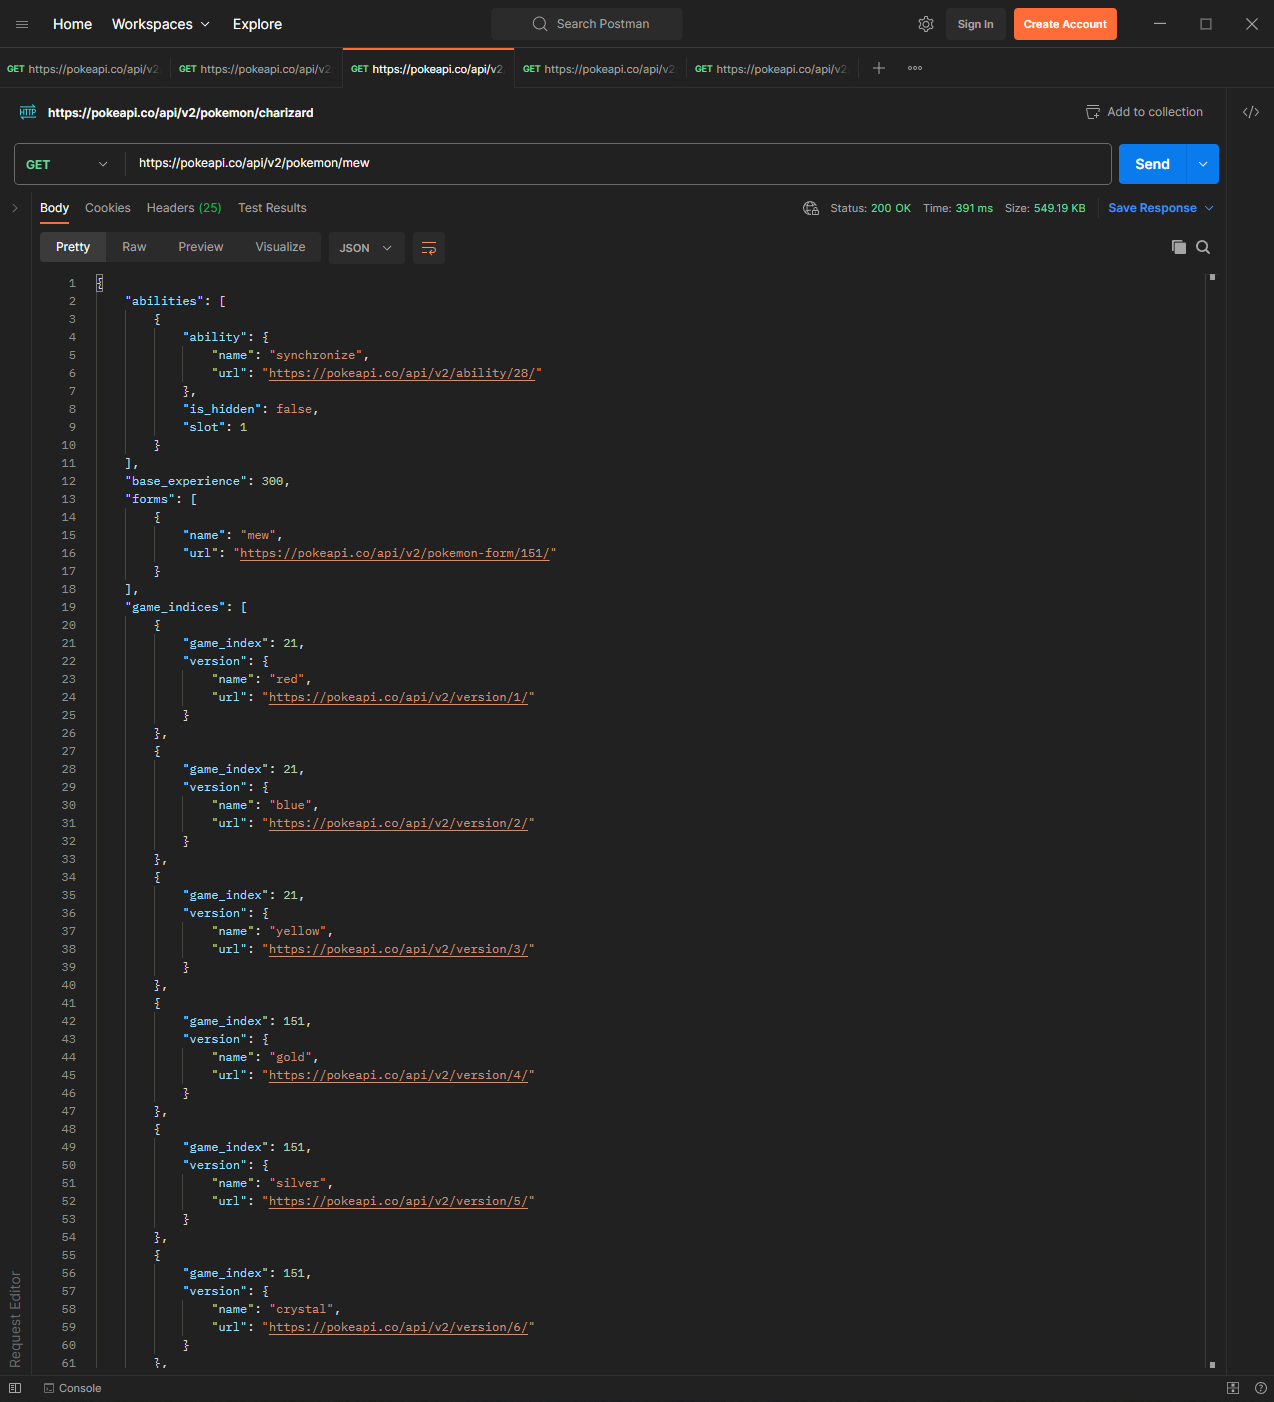 Home Workspaces Explore Search Postman Sign In Create Account
GET https://pokeapi.co/api/v2 GET https://pokeapi.co/api/v2 GET https://pokeapi.co/api/v2 GET https://pokeapi.co/api/v2 GET https://pokeapi.co/api/v2
HTTP https://pokeapi.co/api/v2/pokemon/charizard Add to collection
GET https://pokeapi.co/api/v2/pokemon/mew Send
Body Cookies Headers (25) Test Results Status: 200 OK Time: 391 ms Size: 549.19 KB Save Response
Pretty Raw Preview Visualize JSON
1 {
2 "abilities": [
3 {
4 "ability": {
5 "name": "synchronize",
6 "url": "https://pokeapi.co/api/v2/ability/28/"
7 },
8 "is_hidden": false,
9 "slot": 1
10 }
11 ],
12 "base_experience": 300,
13 "forms": [
14 {
15 "name": "mew",
16 "url": "https://pokeapi.co/api/v2/pokemon-form/151/"
17 }
18 ],
19 "game_indices": [
20 {
21 "game_index": 21,
22 "version": {
23 "name": "red",
24 "url": "https://pokeapi.co/api/v2/version/1/"
25 }
26 },
27 {
28 "game_index": 21,
29 "version": {
30 "name": "blue",
31 "url": "https://pokeapi.co/api/v2/version/2/"
32 }
33 },
34 {
35 "game_index": 21,
36 "version": {
37 "name": "yellow",
38 "url": "https://pokeapi.co/api/v2/version/3/"
39 }
40 },
41 {
42 "game_index": 151,
43 "version": {
44 "name": "gold",
45 "url": "https://pokeapi.co/api/v2/version/4/"
46 }
47 },
48 {
49 "game_index": 151,
50 "version": {
51 "name": "silver",
52 "url": "https://pokeapi.co/api/v2/version/5/"
53 }
54 },
55 {
56 "game_index": 151,
57 "version": {
58 "name": "crystal",
59 "url": "https://pokeapi.co/api/v2/version/6/"
60 }
61 },
Request Editor
Console